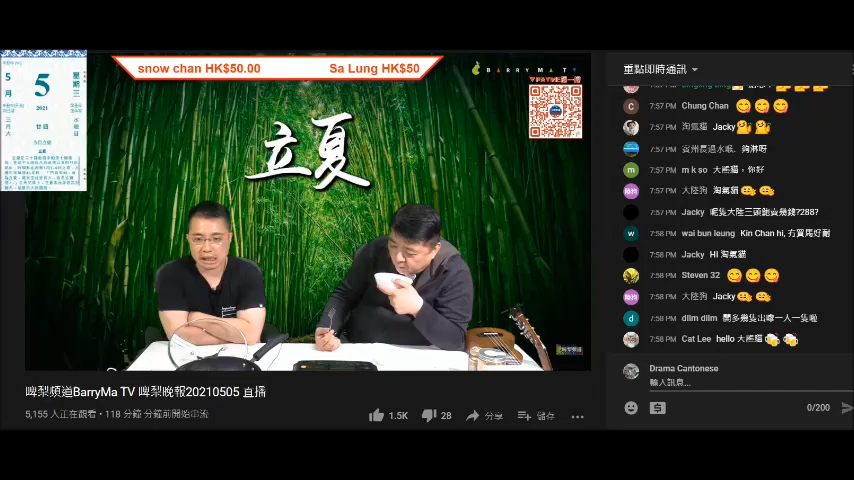 snow chan HK$50.00
Sa Lung HK$50
BARRYMATV
5
月
5
2021
星
期
三
廿四
立夏
立夏
啤梨頻道BarryMa TV 啤梨晚報20210505 直播
5,155 人正在觀看 • 118 分鐘 分鐘前開始串流
1.5K
28
分享
儲存
重點即時通訊
7:57 PM Chung Chan
7:57 PM 淘氣貓 Jacky
7:57 PM 賓州長過水喉. 夠淋呀
7:57 PM m k so 大熊貓，你好
7:57 PM 大陸狗 淘氣貓
7:57 PM Jacky 呢隻大陸三頭鮑賣幾錢?288?
7:58 PM wai bun leung Kin Chan hi, 冇買馬好耐
7:58 PM Jacky HI 淘氣貓
7:58 PM Steven 32
7:58 PM 大陸狗 Jacky
7:58 PM diim diim 開多幾隻出嚟一人一隻啦
7:58 PM Cat Lee hello 大熊貓
Drama Cantonese
輸入訊息...
0/200